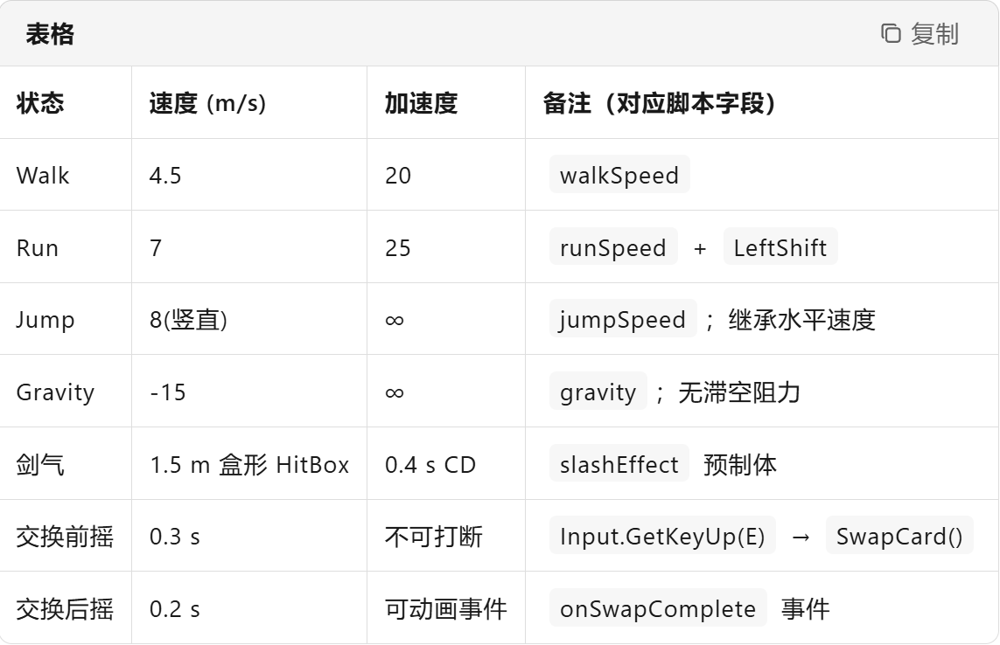 表格 复制
状态 速度 (m/s) 加速度 备注（对应脚本字段）
Walk 4.5 20 walkSpeed
Run 7 25 runSpeed + LeftShift
Jump 8(竖直) ∞ jumpSpeed ；继承水平速度
Gravity -15 ∞ gravity ；无滞空阻力
剑气 1.5 m 盒形 HitBox 0.4 s CD slashEffect 预制体
交换前摇 0.3 s 不可打断 Input.GetKeyUp(E) → SwapCard()
交换后摇 0.2 s 可动画事件 onSwapComplete 事件